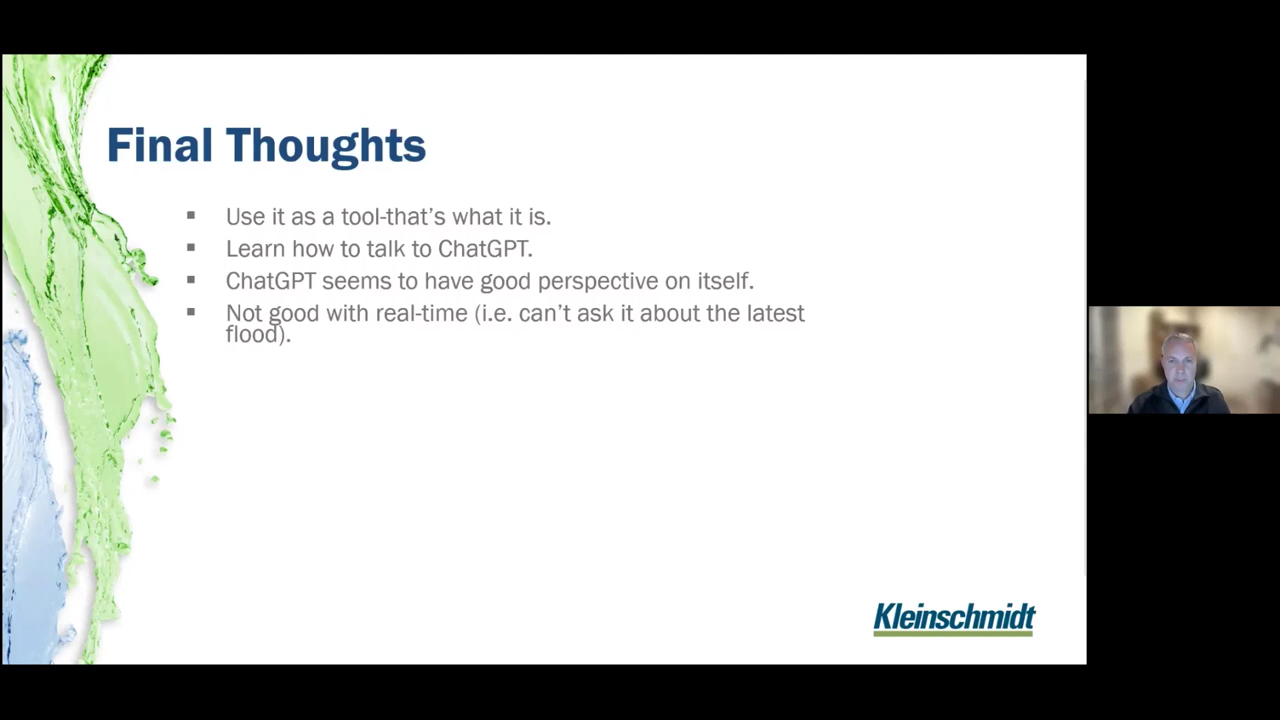 Final Thoughts
▪ Use it as a tool-that’s what it is.
▪ Learn how to talk to ChatGPT.
▪ ChatGPT seems to have good perspective on itself.
▪ Not good with real-time (i.e. can’t ask it about the latest
flood).
Kleinschmidt